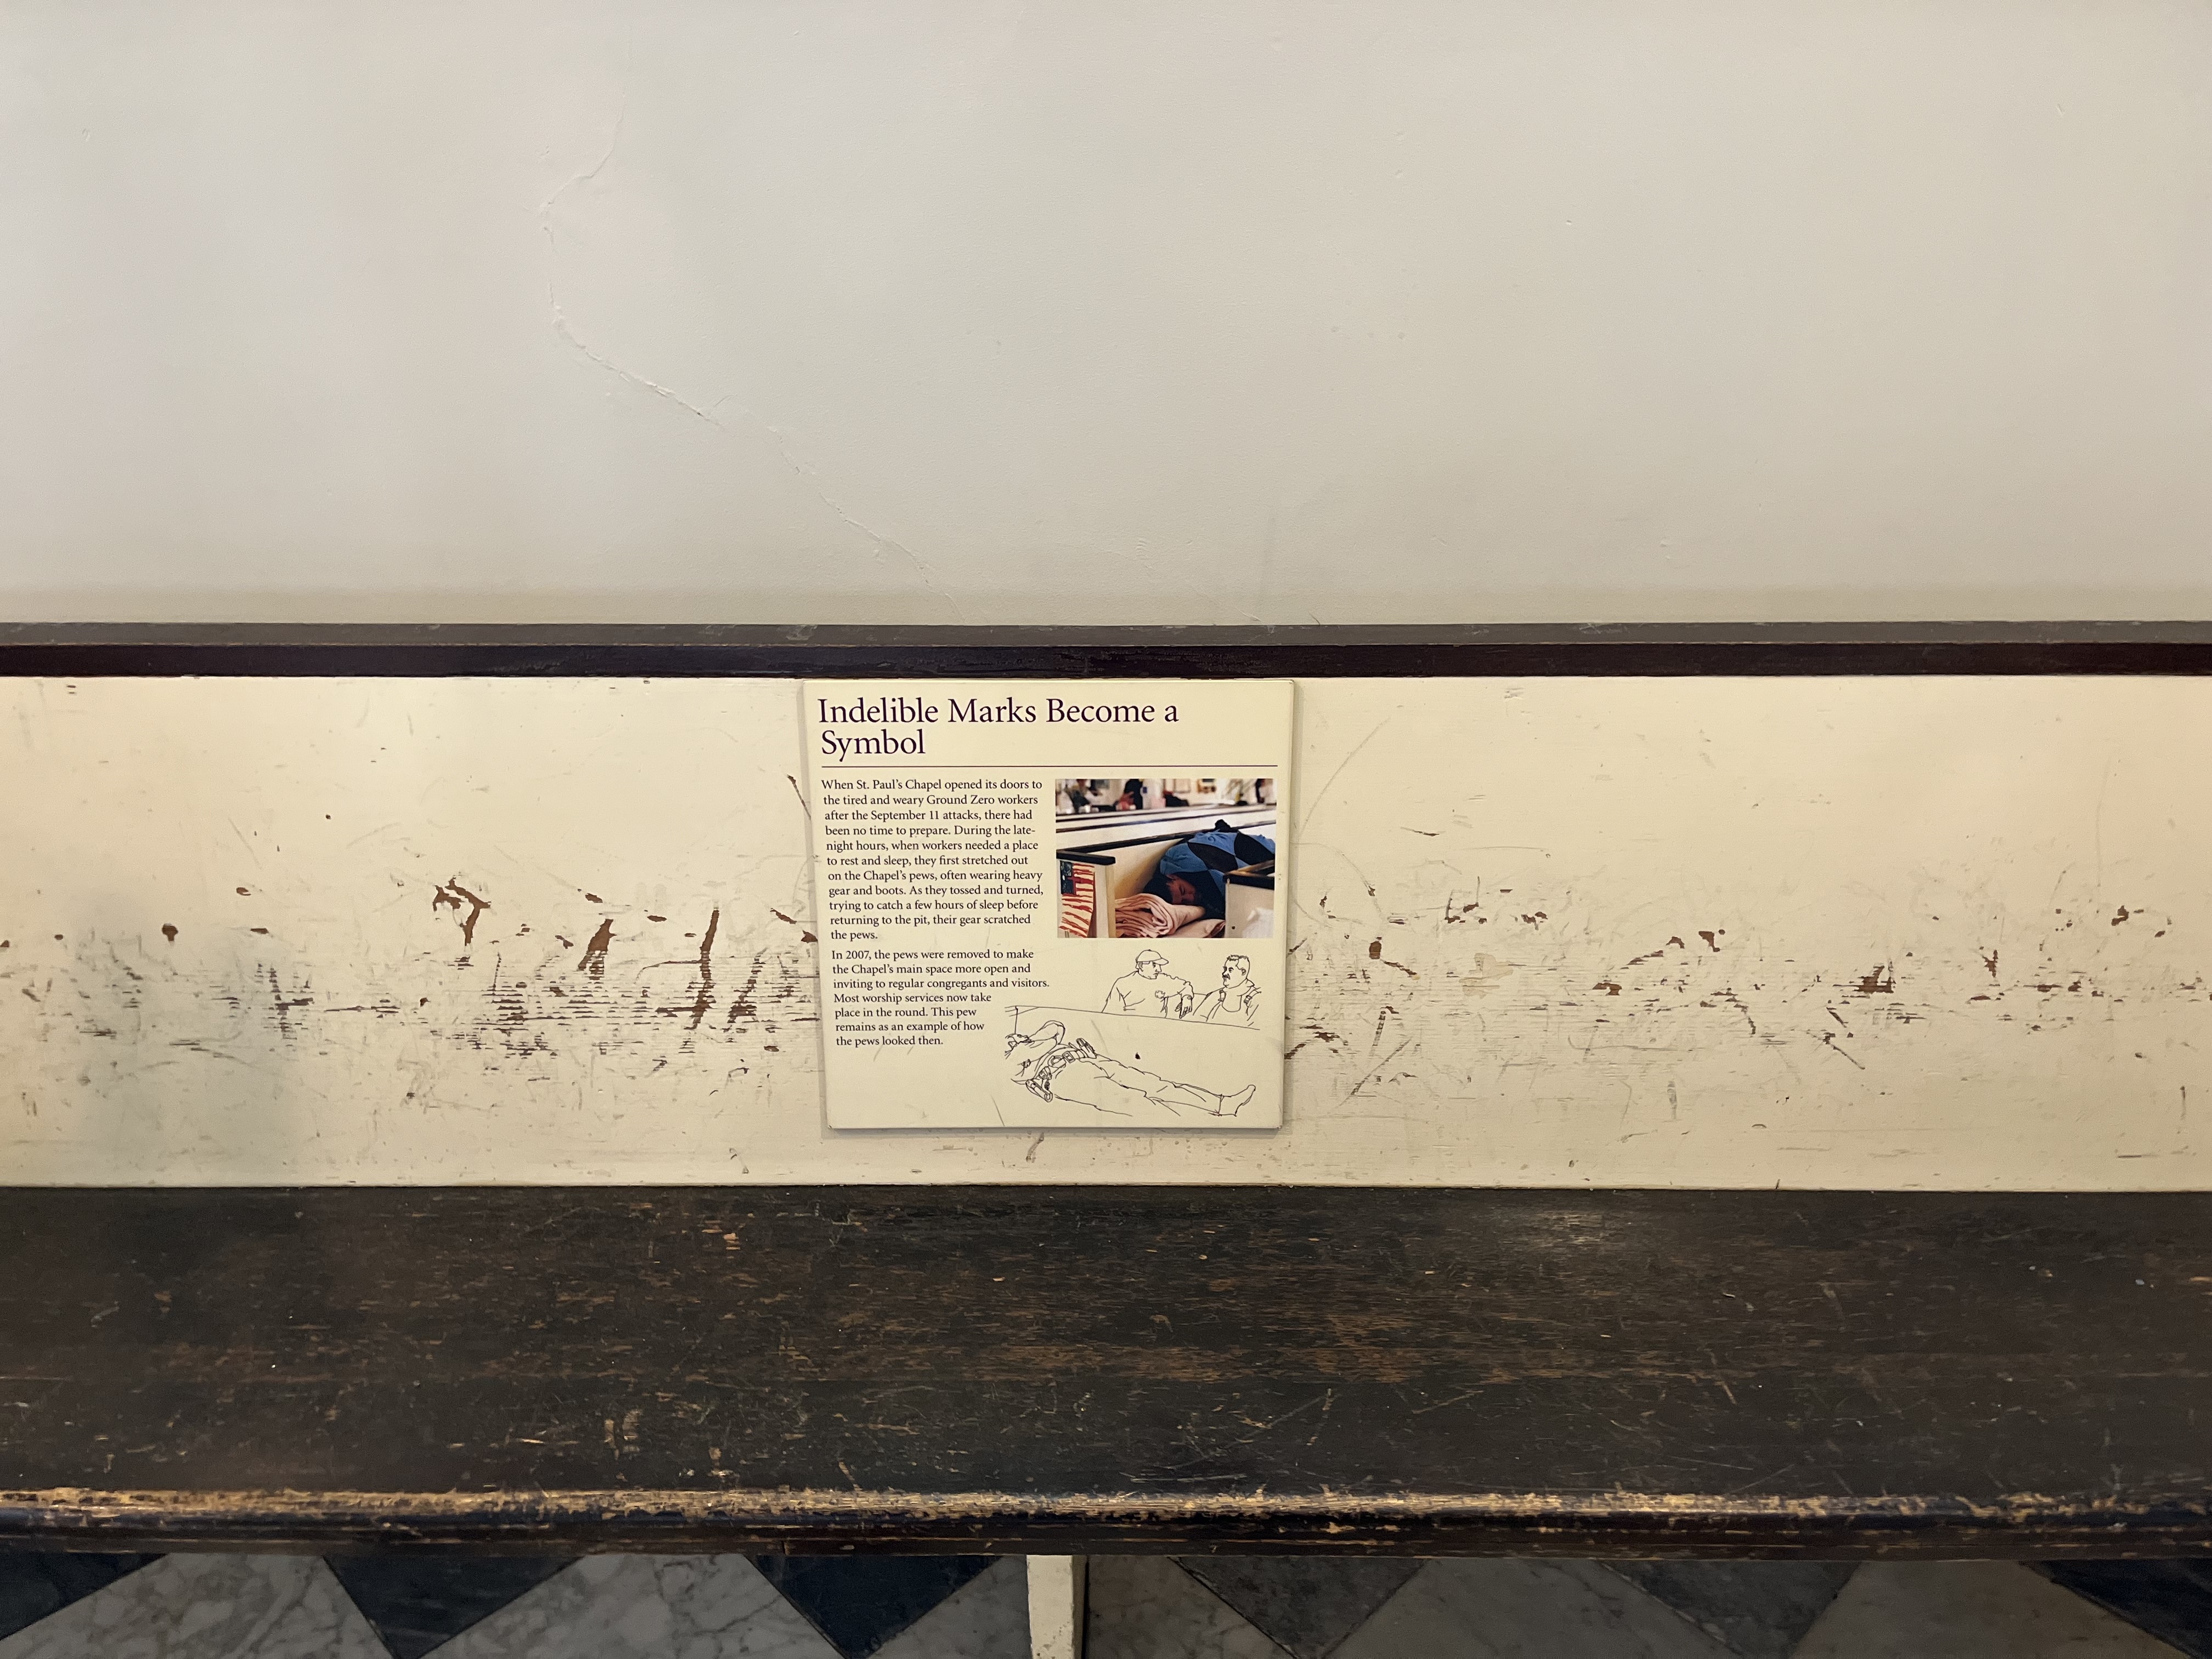 Indelible Marks Become a
Symbol
When St. Paul's Chapel opened its doors to
the tired and weary Ground Zero workers
after the September 11 attacks, there had
been no time to prepare. During the late-
night hours, when workers needed a place
to rest and sleep, they first stretched out
on the Chapel's pews, often wearing heavy
gear and boots. As they tossed and turned,
trying to catch a few hours of sleep before
returning to the pit, their gear scratched
the pews.
In 2007, the pews were removed to make
the Chapel's main space more open and
inviting to regular congregants and visitors.
Most worship services now take
place in the round. This pew
remains as an example of how
the pews looked then.